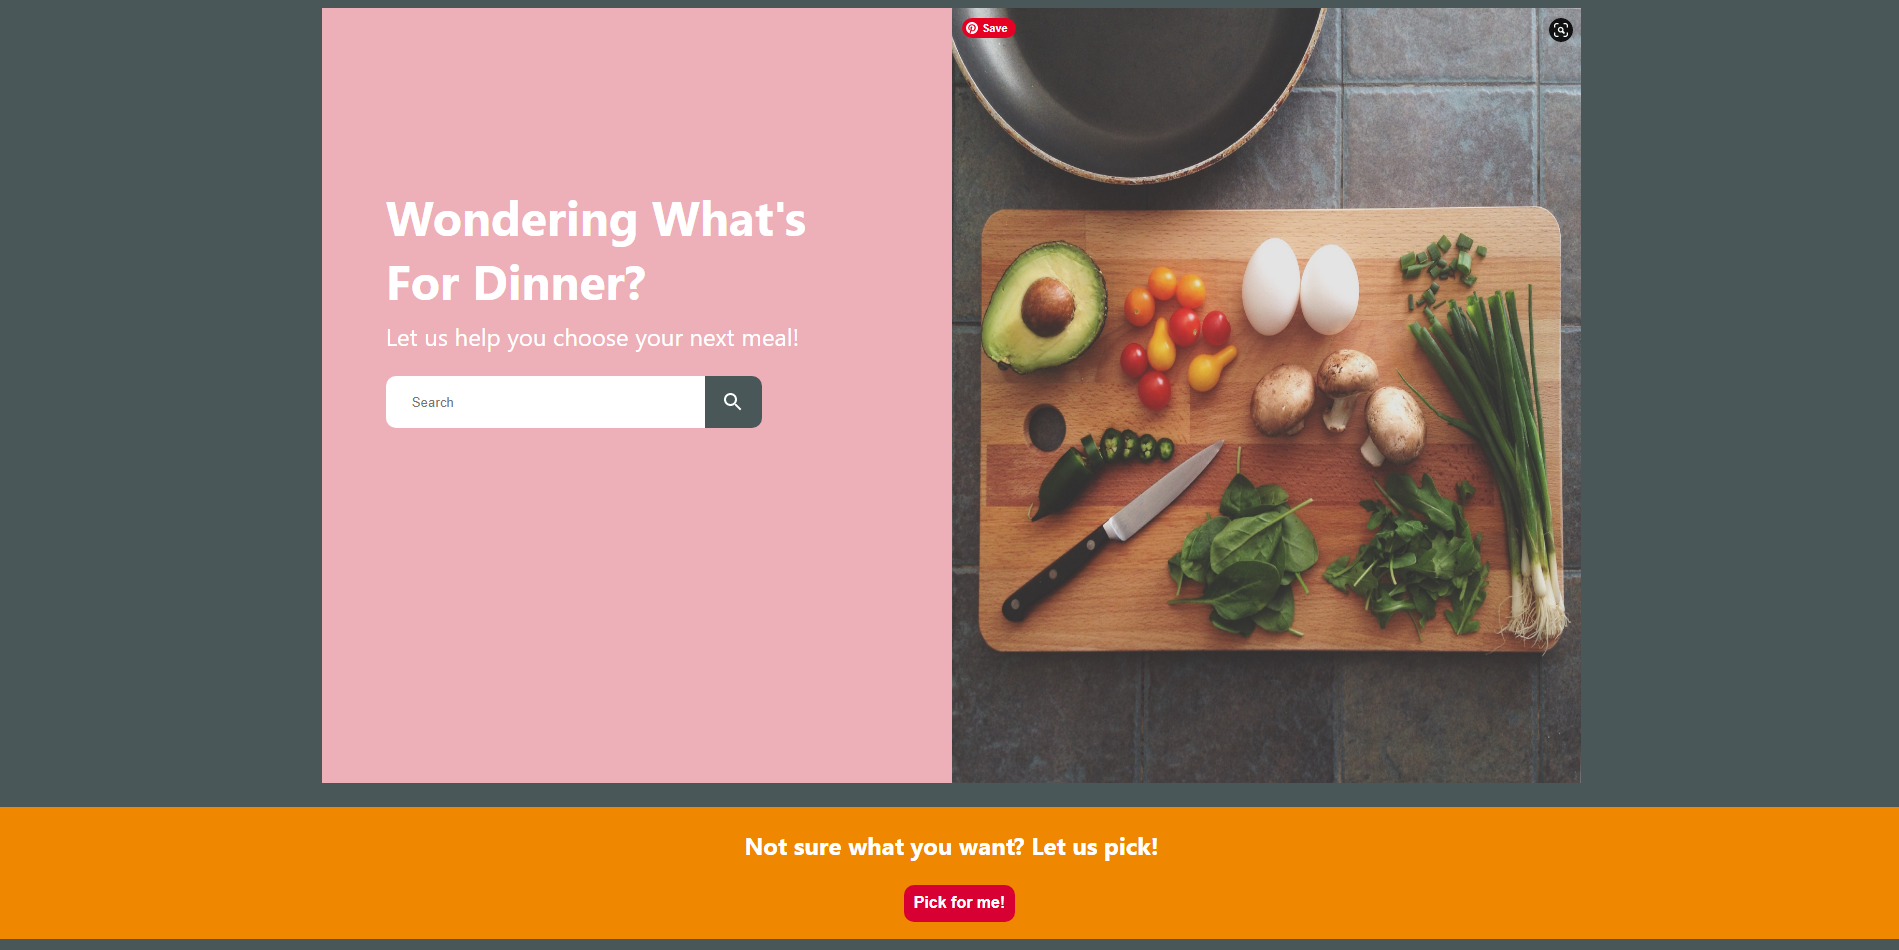 Save
Wondering What's
For Dinner?
Let us help you choose your next meal!
Search
Not sure what you want? Let us pick!
Pick for me!